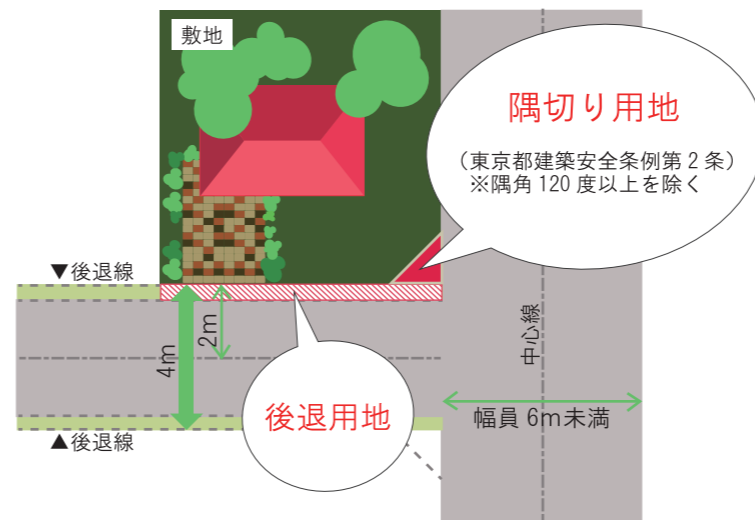 敷地
隅切り用地
（東京都建築安全条例第２条）
※隅角 120 度以上を除く
▼後退線
2m
4m
中心線
後退用地
幅員 6m未満
▲後退線